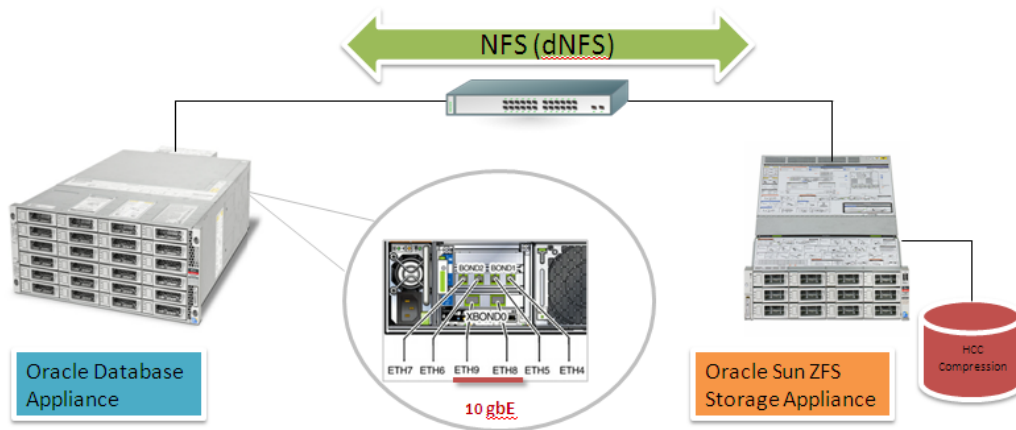 NFS (dNFS)
BOND2 BOND1
XBOND0
ETH7 ETH6 ETH9 ETH8 ETH5 ETH4
10 gbE
Oracle Database
Appliance
Oracle Sun ZFS
Storage Appliance
HCC
Compression